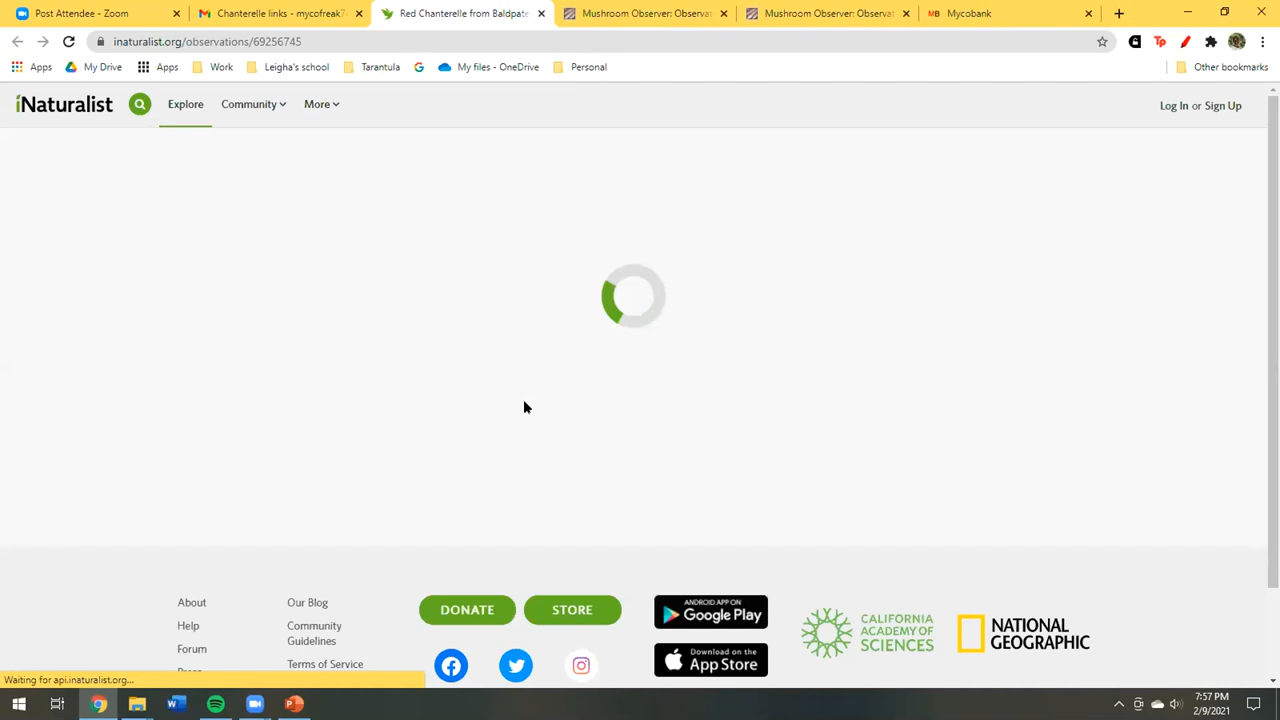 Post Attendee - Zoom
Chanterelle links - mycofreak7
Red Chanterelle from Baldpate
Mushroom Observer: Observat
Mushroom Observer: Observat
Mycobank
inaturalist.org/observations/69256745
Apps
My Drive
Apps
Work
Leigha's school
Tarantula
My files - OneDrive
Personal
Other bookmarks
iNaturalist
Explore
Community
More
Log In or Sign Up
About
Our Blog
DONATE
STORE
ANDROID APP ON
Google Play
CALIFORNIA
ACADEMY OF
SCIENCES
NATIONAL
GEOGRAPHIC
Help
Community
Guidelines
Forum
Terms of Service
Download on the
App Store
Waiting for api.inaturalist.org...
7:57 PM
2/9/2021